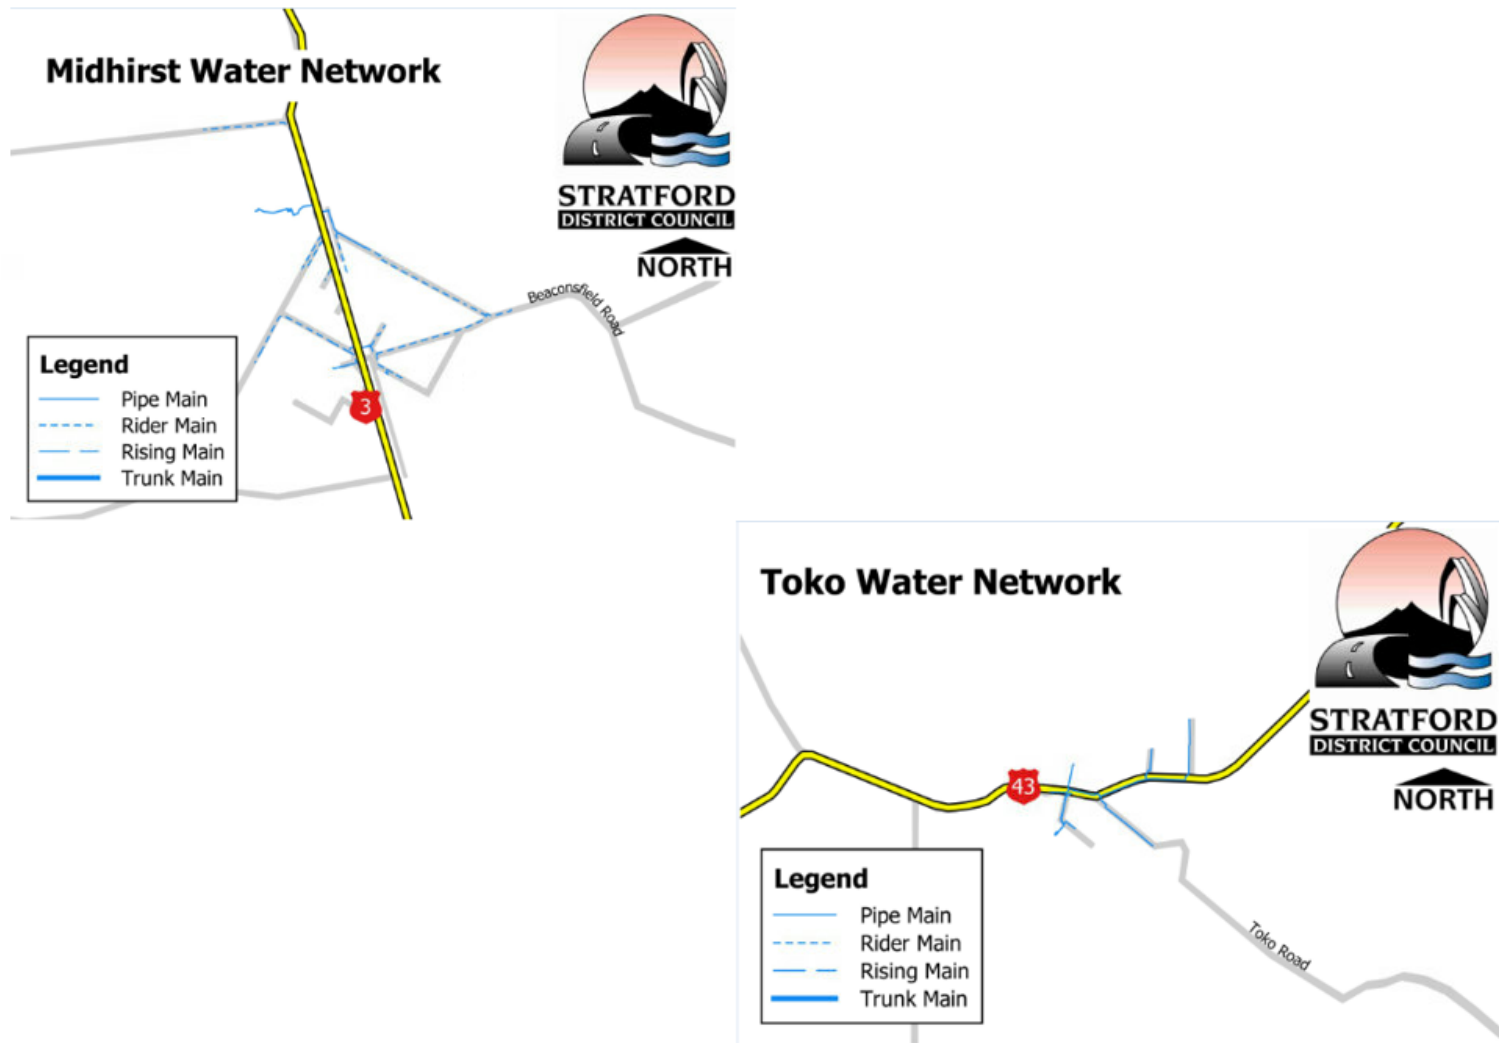 Midhirst Water Network
STRATFORD
DISTRICT COUNCIL
NORTH
Beaconsfield Road
3
Legend
Pipe Main
Rider Main
Rising Main
Trunk Main
Toko Water Network
STRATFORD
DISTRICT COUNCIL
NORTH
43
Legend
Pipe Main
Rider Main
Rising Main
Trunk Main
Toko Road